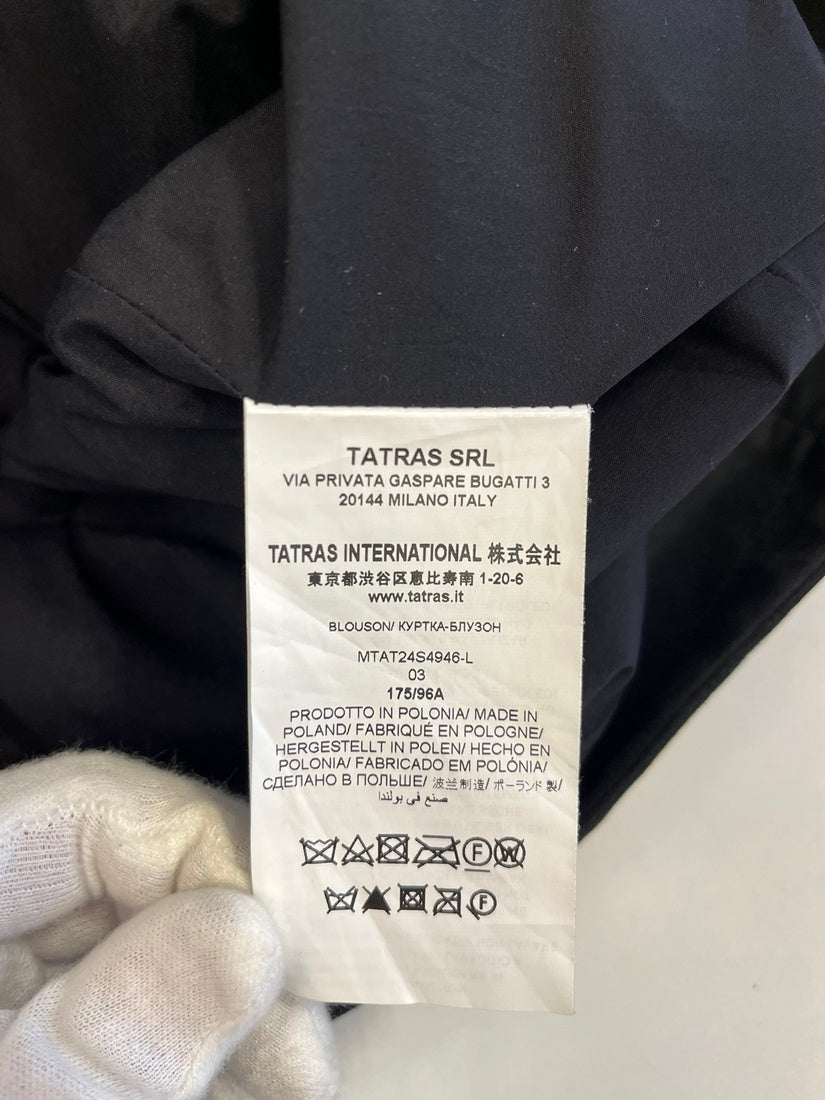 TATRAS SRL
VIA PRIVATA GASPARE BUGATTI 3
20144 MILANO ITALY
TATRAS INTERNATIONAL 株式会社
東京都渋谷区恵比寿南 1-20-6
www.tatras.it
BLOUSON/ КУРТКА-БЛУЗОН
MTAT24S4946-L
03
175/96A
PRODOTTO IN POLONIA/ MADE IN
POLAND/ FABRIQUÉ EN POLOGNE/
HERGESTELLT IN POLEN/ HECHO EN
POLONIA/ FABRICADO EM POLÓNIA/
СДЕЛАНО В ПОЛЬШЕ/ 波兰制造/ ポーランド 製/
صنع في بولندا
F W
F